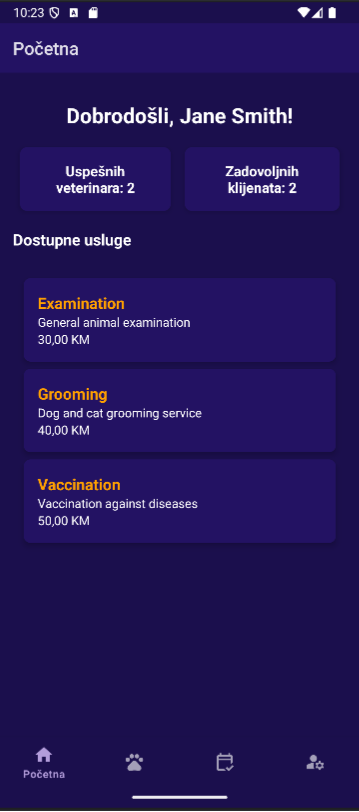 10:23
Početna
Dobrodošli, Jane Smith!
Uspešnih
veterinara: 2
Zadovoljnih
klijenata: 2
Dostupne usluge
Examination
General animal examination
30,00 KM
Grooming
Dog and cat grooming service
40,00 KM
Vaccination
Vaccination against diseases
50,00 KM
Početna